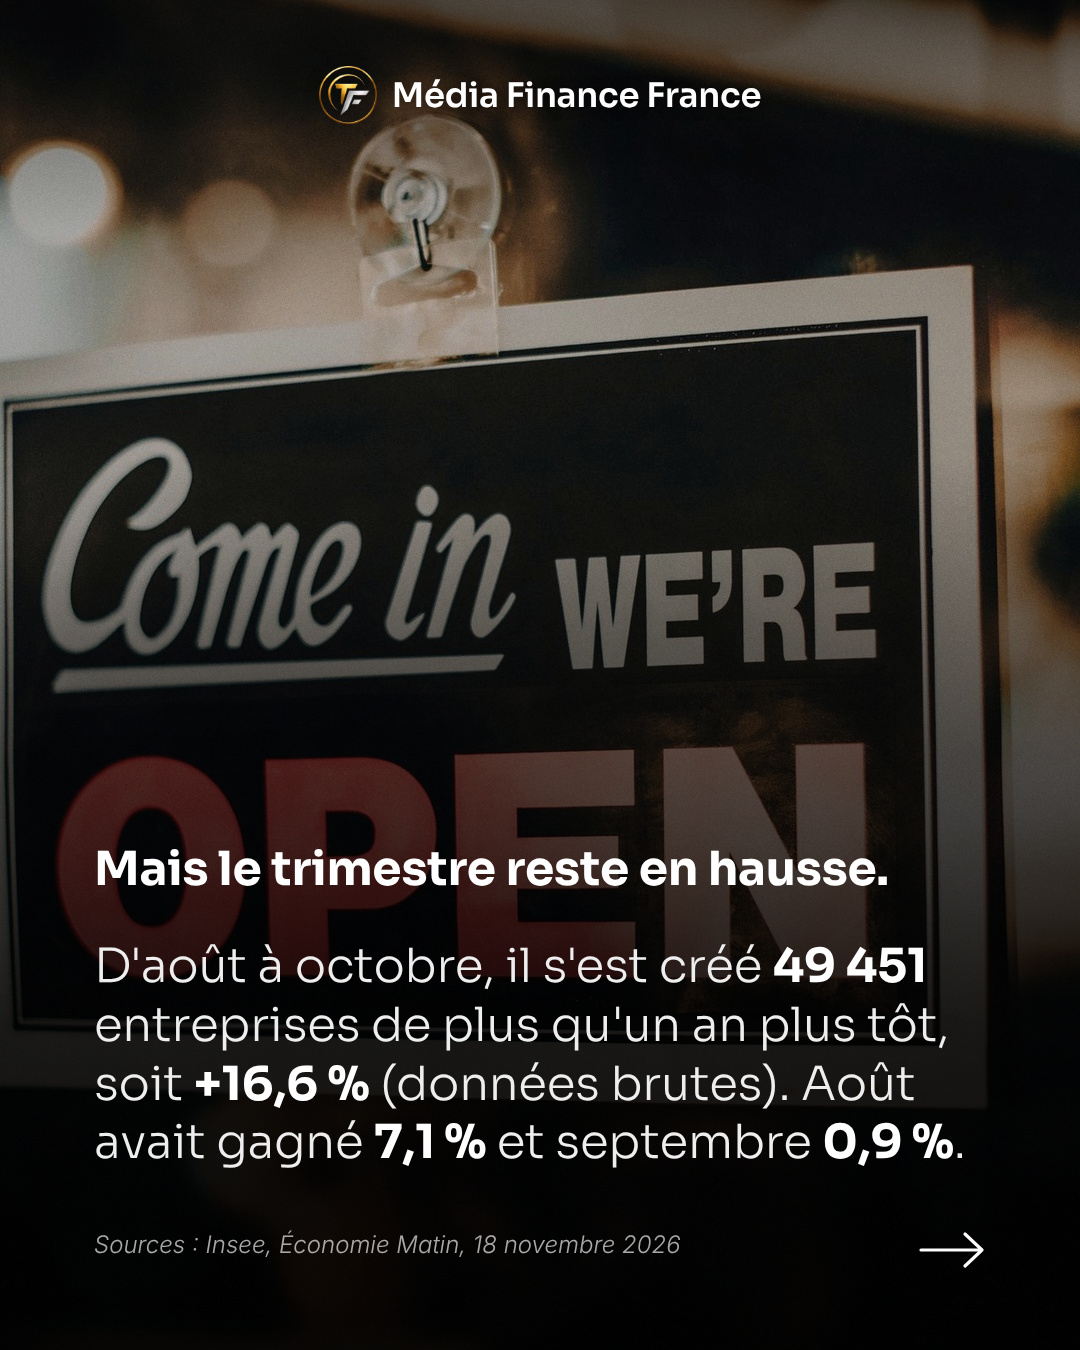 TF Média Finance France
Come in WE'RE
OPEN
Mais le trimestre reste en hausse.
D'août à octobre, il s'est créé 49 451
entreprises de plus qu'un an plus tôt,
soit +16,6 % (données brutes). Août
avait gagné 7,1 % et septembre 0,9 %.
Sources : Insee, Économie Matin, 18 novembre 2026